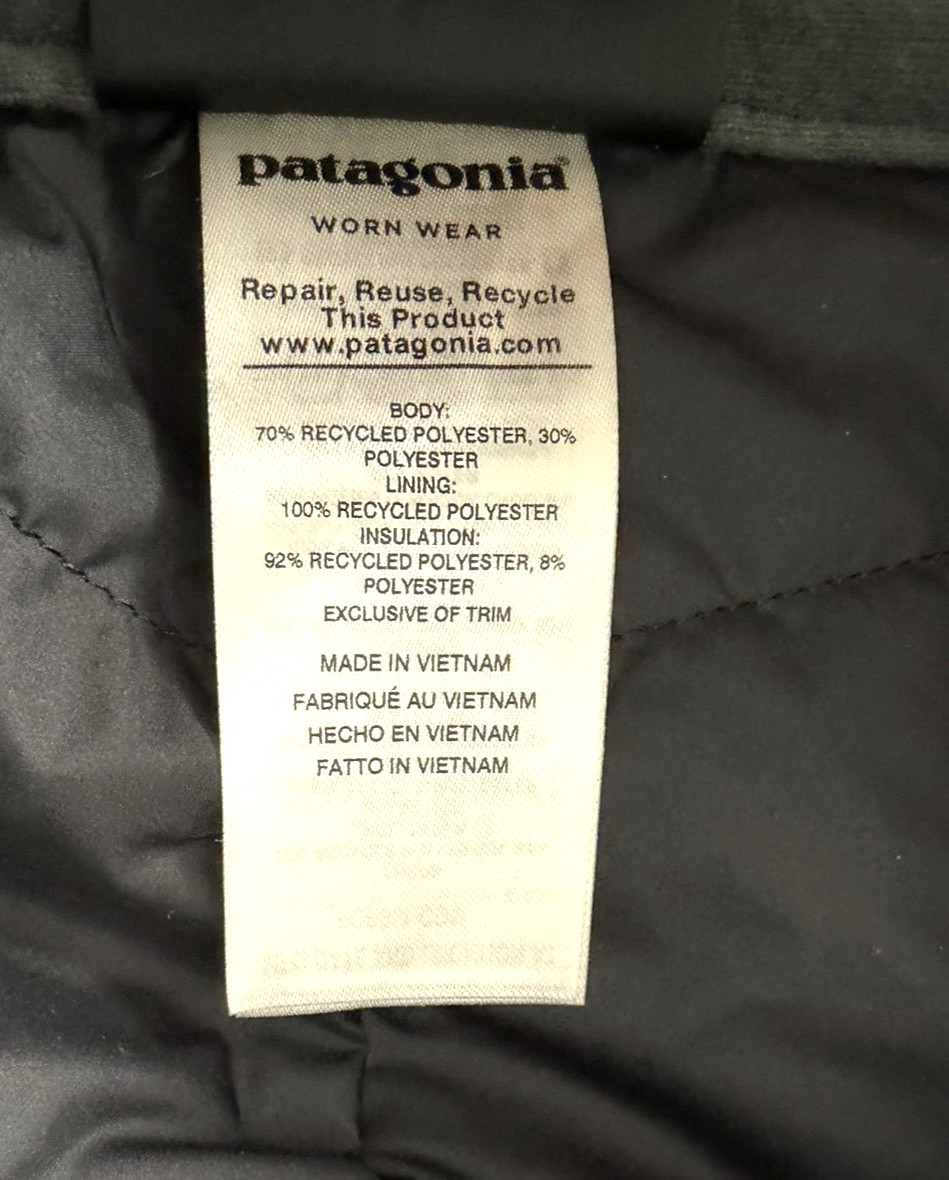 patagonia®
WORN WEAR
Repair, Reuse, Recycle
This Product
www.patagonia.com
BODY:
70% RECYCLED POLYESTER, 30%
POLYESTER
LINING:
100% RECYCLED POLYESTER
INSULATION:
92% RECYCLED POLYESTER, 8%
POLYESTER
EXCLUSIVE OF TRIM
MADE IN VIETNAM
FABRIQUÉ AU VIETNAM
HECHO EN VIETNAM
FATTO IN VIETNAM